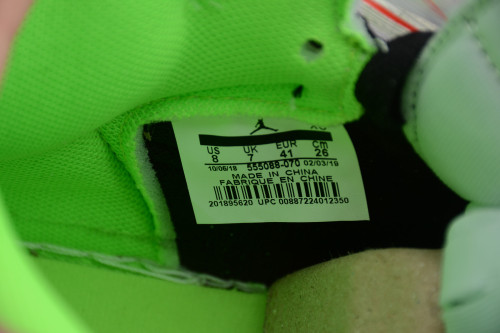 US UK EUR Cm
8 7 41 26
10/06/18 555088-070 02/03/19
MADE IN CHINA
FABRIQUE EN CHINE
201895620 UPC 00887224012350